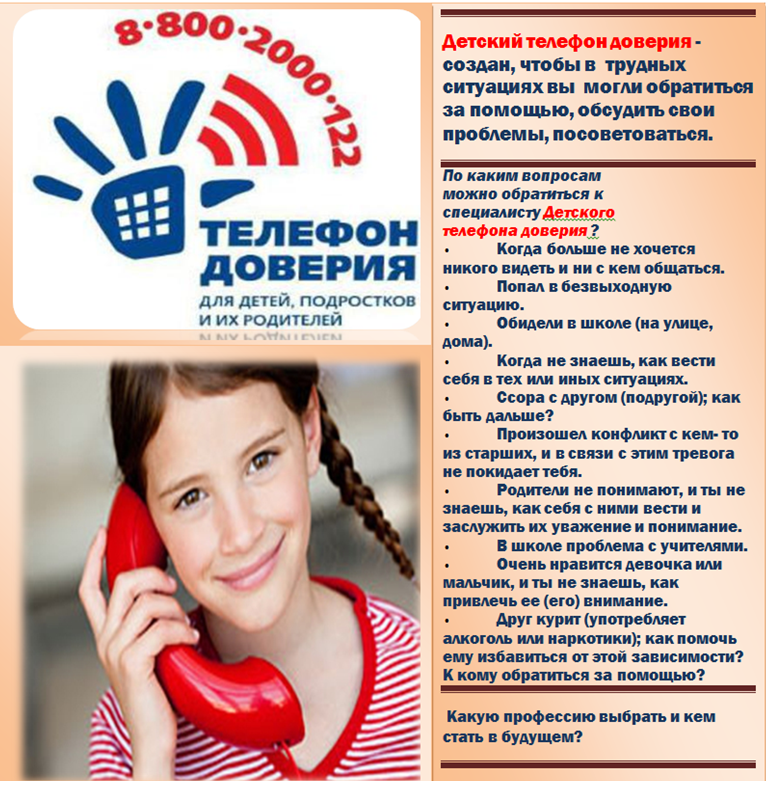 8-800-2000-122
ТЕЛЕФОН
ДОВЕРИЯ
ДЛЯ ДЕТЕЙ, ПОДРОСТКОВ
И ИХ РОДИТЕЛЕЙ
Детский телефон доверия -
создан, чтобы в трудных
ситуациях вы могли обратиться
за помощью, обсудить свои
проблемы, посоветоваться.
По каким вопросам
можно обратиться к
специалисту Детского
телефона доверия ?
• Когда больше не хочется
никого видеть и ни с кем общаться.
• Попал в безвыходную
ситуацию.
• Обидели в школе (на улице,
дома).
• Когда не знаешь, как вести
себя в тех или иных ситуациях.
• Ссора с другом (подругой); как
быть дальше?
• Произошел конфликт с кем- то
из старших, и в связи с этим тревога
не покидает тебя.
• Родители не понимают, и ты не
знаешь, как себя с ними вести и
заслужить их уважение и понимание.
• В школе проблема с учителями.
• Очень нравится девочка или
мальчик, и ты не знаешь, как
привлечь ее (его) внимание.
• Друг курит (употребляет
алкоголь или наркотики); как помочь
ему избавиться от этой зависимости?
К кому обратиться за помощью?
Какую профессию выбрать и кем
стать в будущем?